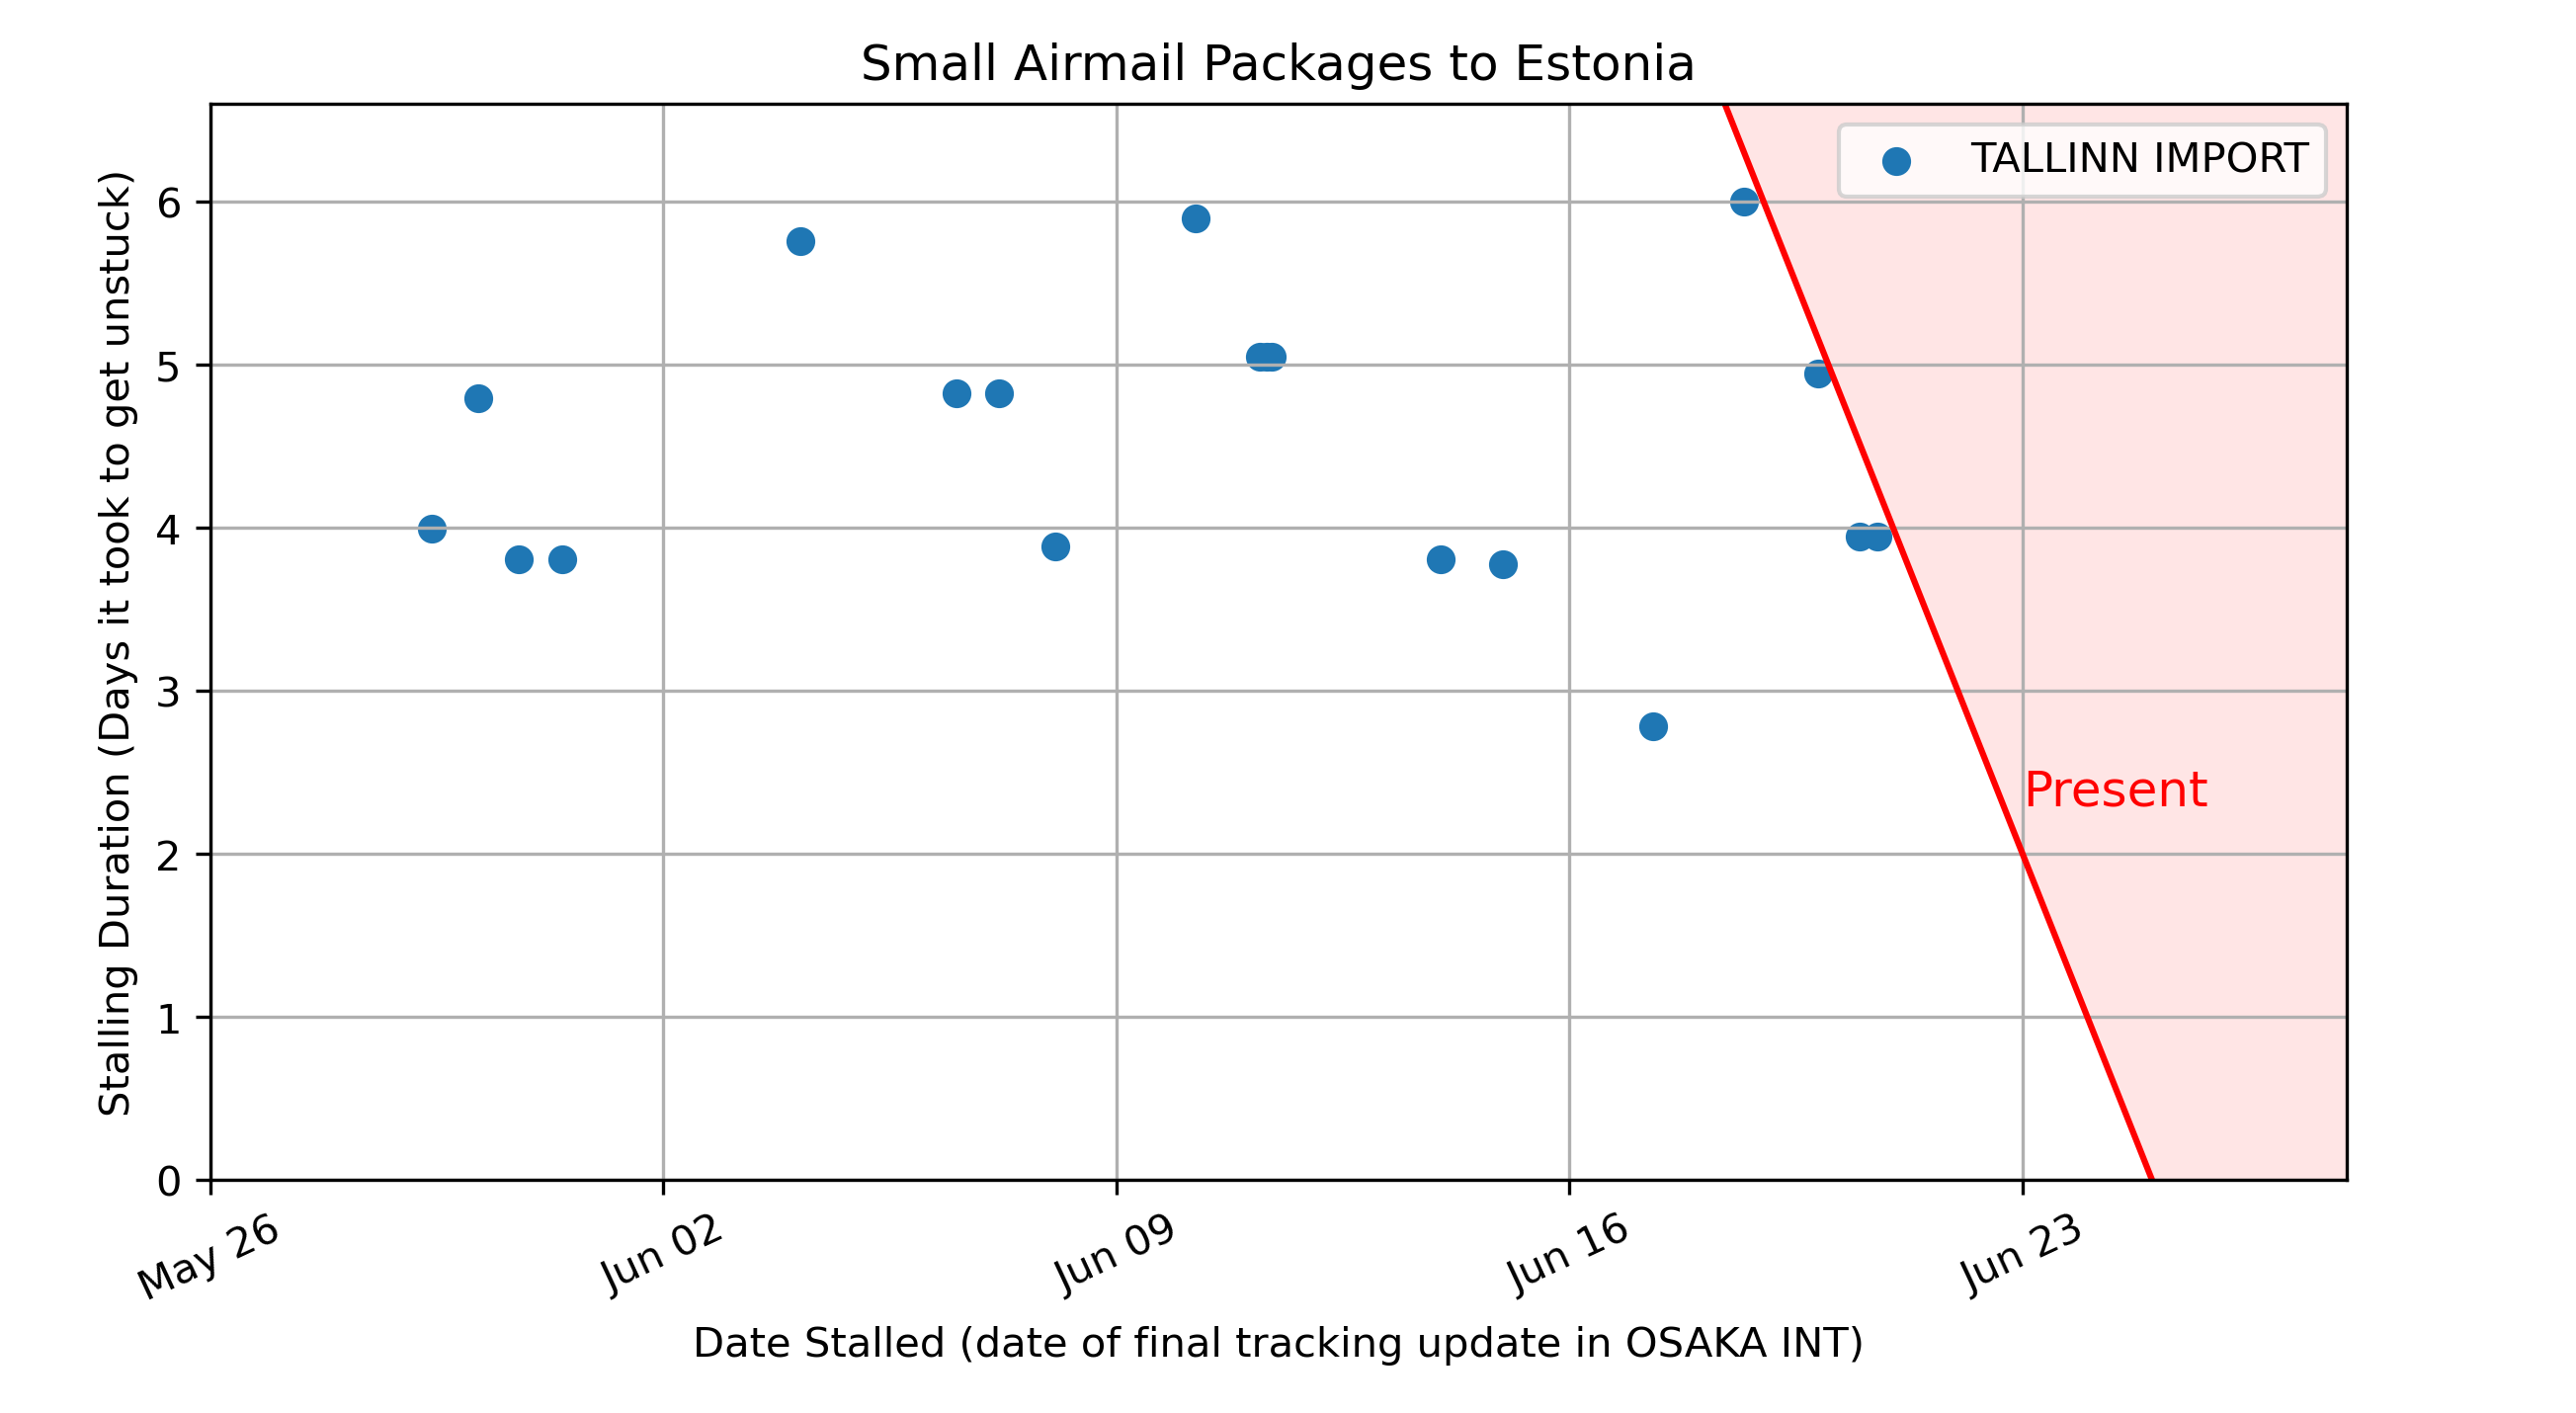 Small Airmail Packages to Estonia
TALLINN IMPORT
Stalling Duration (Days it took to get unstuck)
6
5
4
3
2
1
0
Present
May 26
Jun 02
Jun 09
Jun 16
Jun 23
Date Stalled (date of final tracking update in OSAKA INT)